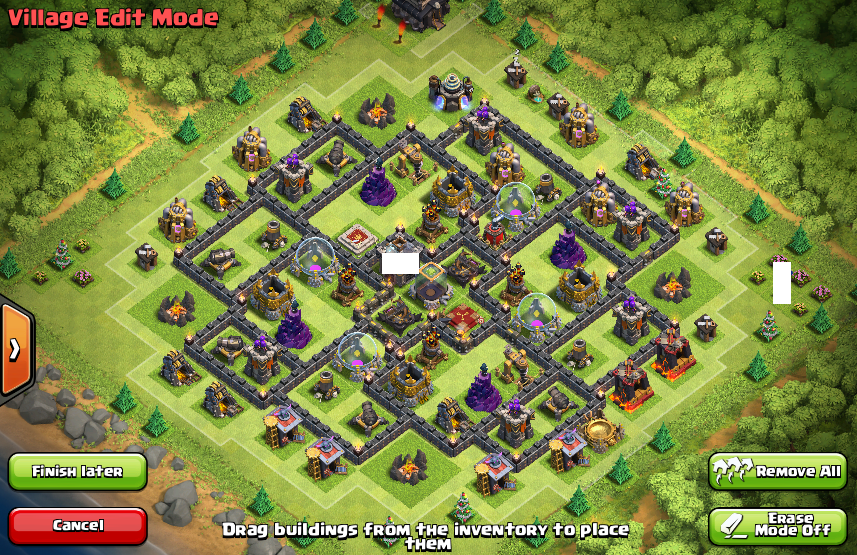 Village Edit Mode
Finish later
Cancel
Drag buildings from the inventory to place
them
Remove All
Erase
Mode Off